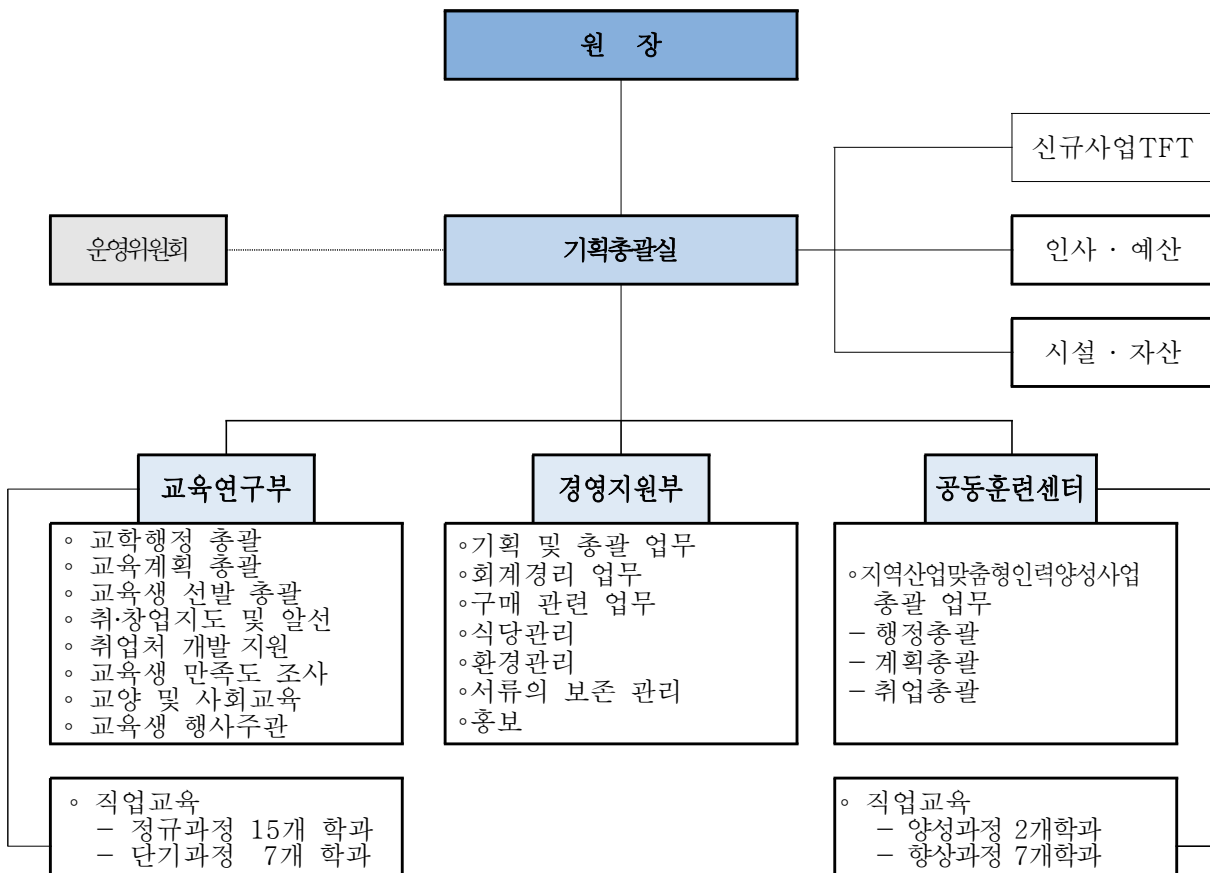 원 장
신규사업TFT
운영위원회
기획총괄실
인사 · 예산
시설 · 자산
교육연구부
경영지원부
공동훈련센터
◦ 교학행정 총괄
◦ 교육계획 총괄
◦ 교육생 선발 총괄
◦ 취·창업지도 및 알선
◦ 취업처 개발 지원
◦ 교육생 만족도 조사
◦ 교양 및 사회교육
◦ 교육생 행사주관
◦기획 및 총괄 업무
◦회계경리 업무
◦구매 관련 업무
◦식당관리
◦환경관리
◦서류의 보존 관리
◦홍보
◦지역산업맞춤형인력양성사업
총괄 업무
– 행정총괄
– 계획총괄
– 취업총괄
◦ 직업교육
– 정규과정 15개 학과
– 단기과정 7개 학과
◦ 직업교육
– 양성과정 2개학과
– 향상과정 7개학과